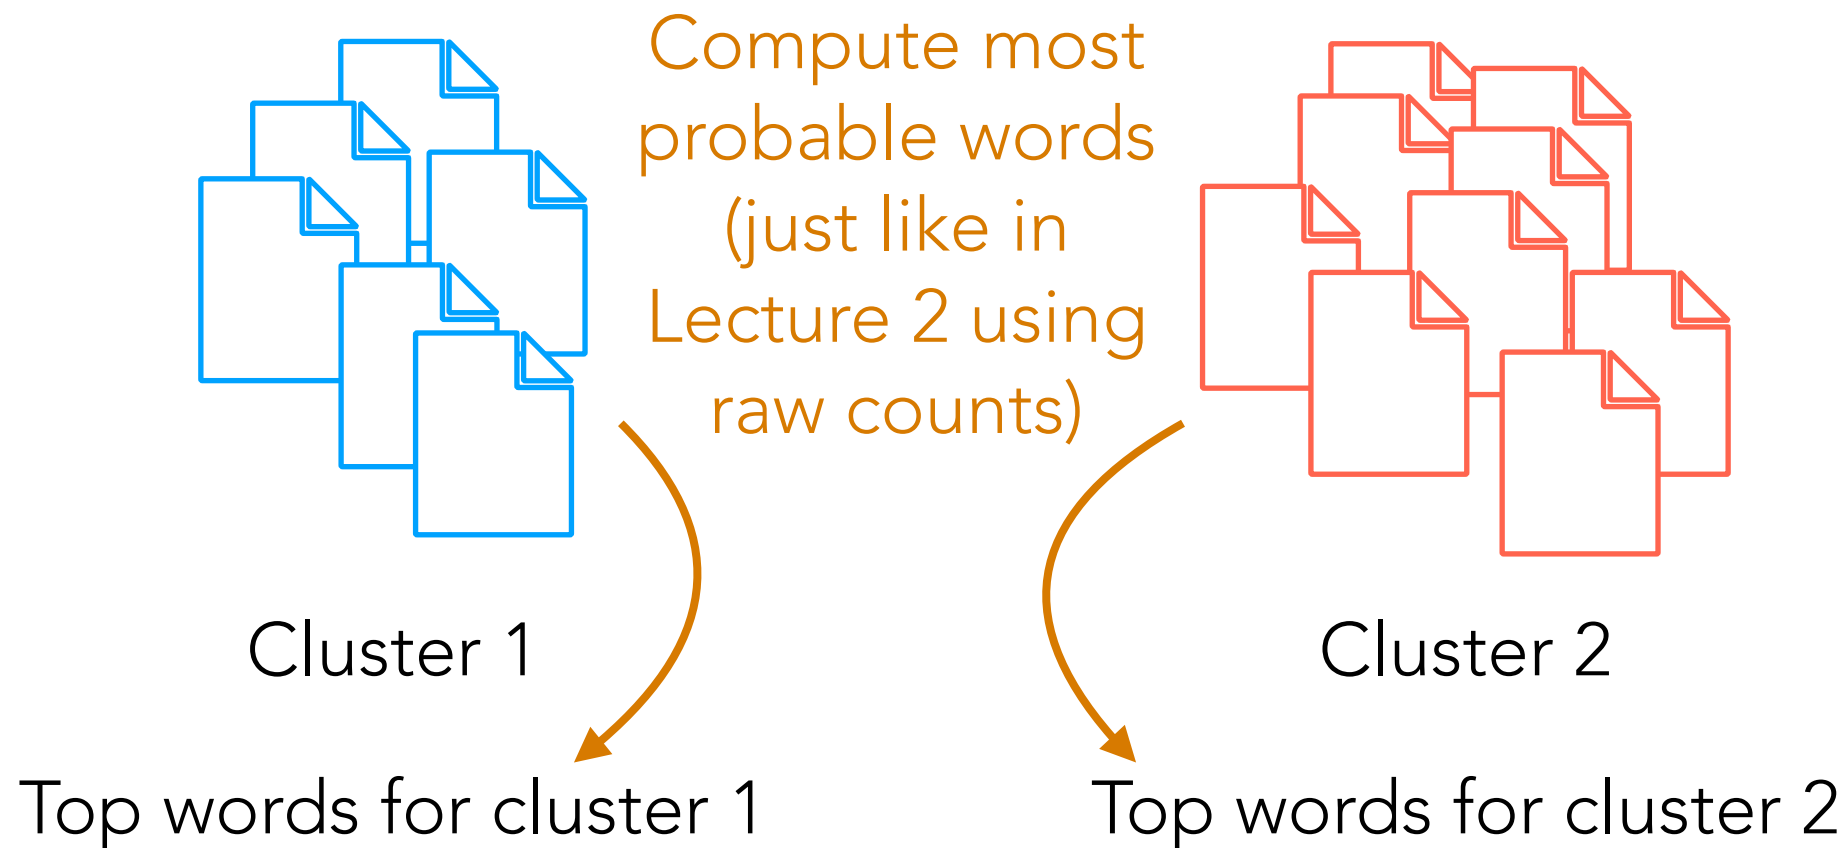 Compute most
probable words
(just like in
Lecture 2 using
raw counts)
Cluster 1
Cluster 2
Top words for cluster 1
Top words for cluster 2